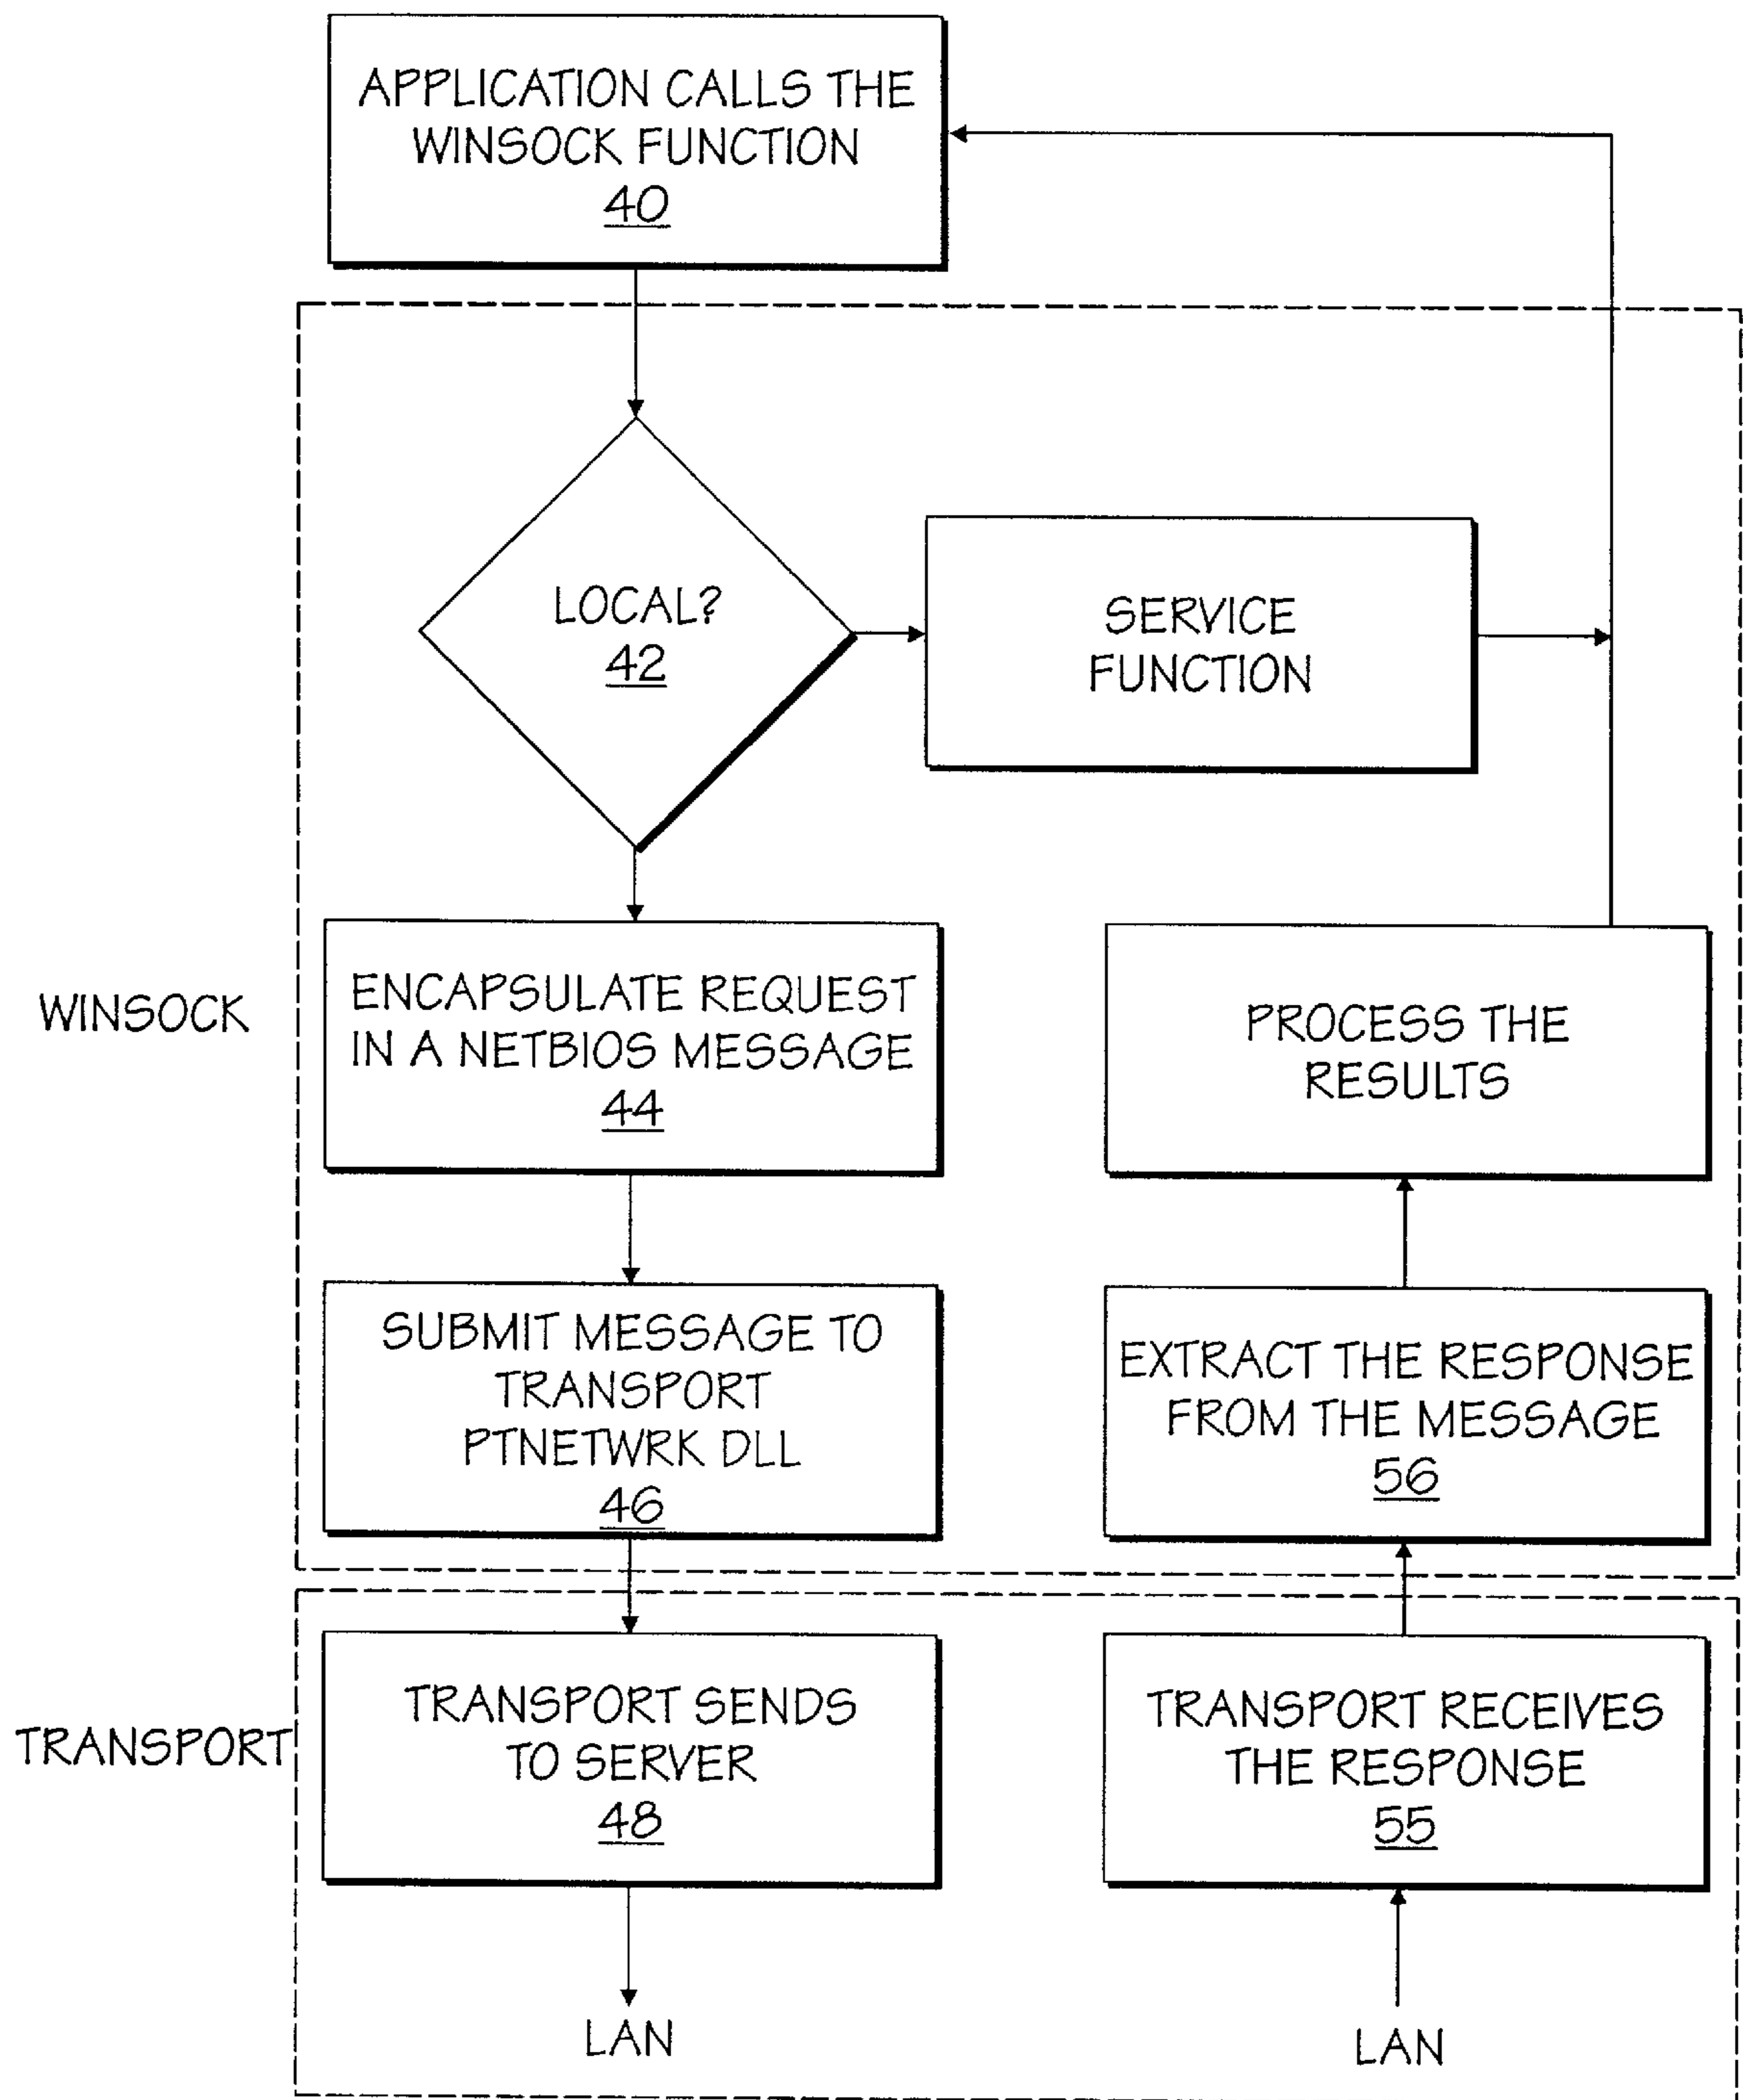 APPLICATION CALLS THE
WINSOCK FUNCTION
40
LOCAL?
42
SERVICE
FUNCTION
WINSOCK
ENCAPSULATE REQUEST
IN A NETBIOS MESSAGE
44
PROCESS THE
RESULTS
SUBMIT MESSAGE TO
TRANSPORT
PTNETWRK DLL
46
EXTRACT THE RESPONSE
FROM THE MESSAGE
56
TRANSPORT
TRANSPORT SENDS
TO SERVER
48
TRANSPORT RECEIVES
THE RESPONSE
55
LAN
LAN